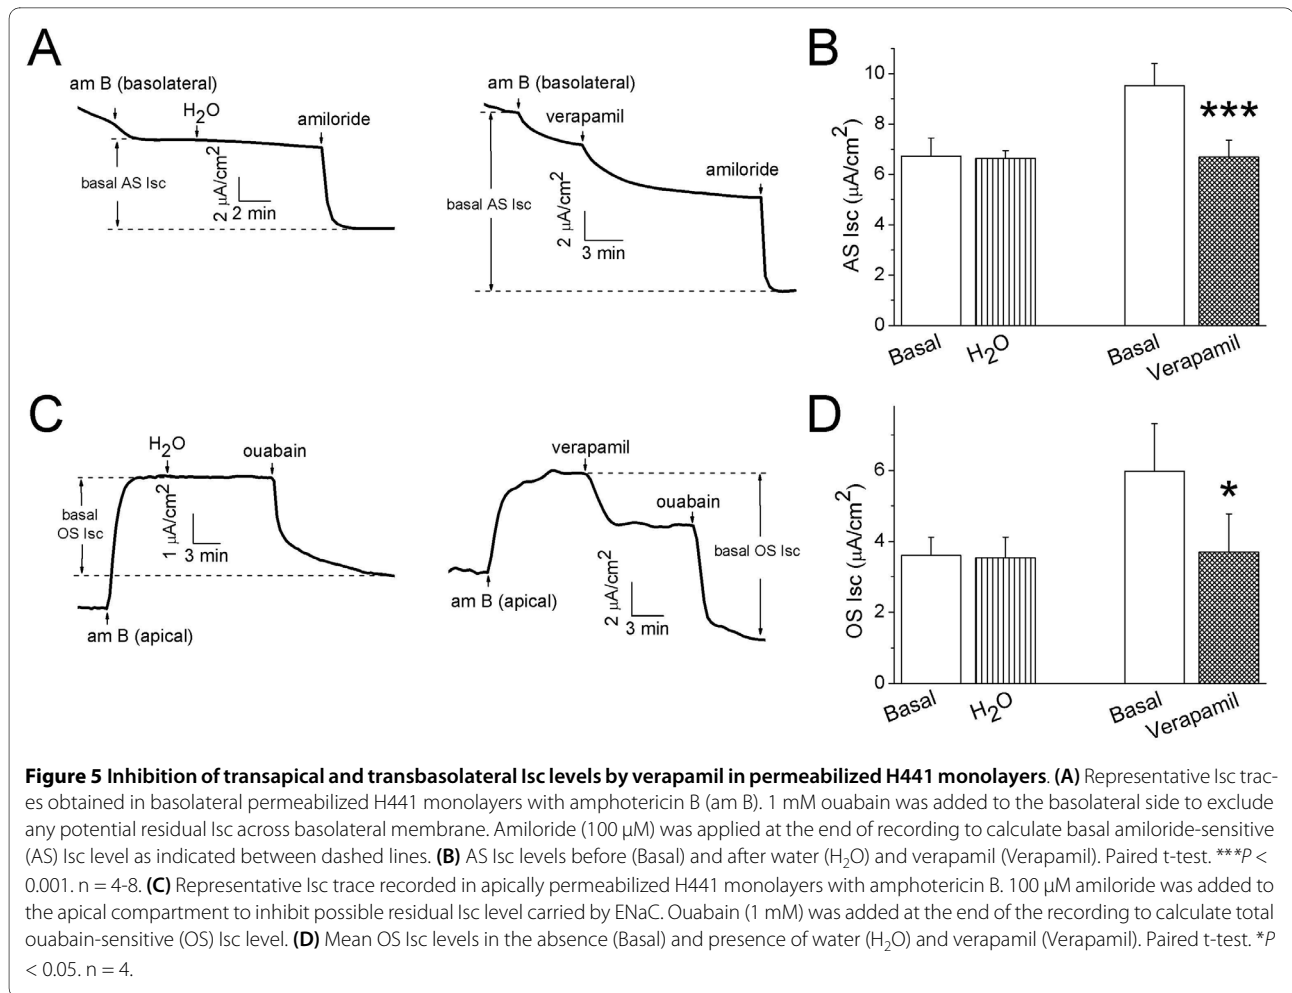 A
am B (basolateral)
H2O
amiloride
basal AS Isc
2 μA/cm2
2 min
am B (basolateral)
verapamil
amiloride
basal AS Isc
2 μA/cm2
3 min
B
AS Isc (μA/cm2)
10
8
6
4
2
0
***
Basal
H2O
Basal
Verapamil
C
H2O
ouabain
basal
OS Isc
1 μA/cm2
3 min
am B (apical)
verapamil
ouabain
basal OS Isc
am B (apical)
2 μA/cm2
3 min
D
OS Isc (μA/cm2)
6
4
2
0
*
Basal
H2O
Basal
Verapamil
Figure 5 Inhibition of transapical and transbasolateral Isc levels by verapamil in permeabilized H441 monolayers. (A) Representative Isc trac-
es obtained in basolateral permeabilized H441 monolayers with amphotericin B (am B). 1 mM ouabain was added to the basolateral side to exclude
any potential residual Isc across basolateral membrane. Amiloride (100 μM) was applied at the end of recording to calculate basal amiloride-sensitive
(AS) Isc level as indicated between dashed lines. (B) AS Isc levels before (Basal) and after water (H2O) and verapamil (Verapamil). Paired t-test. ***P <
0.001. n = 4-8. (C) Representative Isc trace recorded in apically permeabilized H441 monolayers with amphotericin B. 100 μM amiloride was added to
the apical compartment to inhibit possible residual Isc level carried by ENaC. Ouabain (1 mM) was added at the end of the recording to calculate total
ouabain-sensitive (OS) Isc level. (D) Mean OS Isc levels in the absence (Basal) and presence of water (H2O) and verapamil (Verapamil). Paired t-test. *P
< 0.05. n = 4.